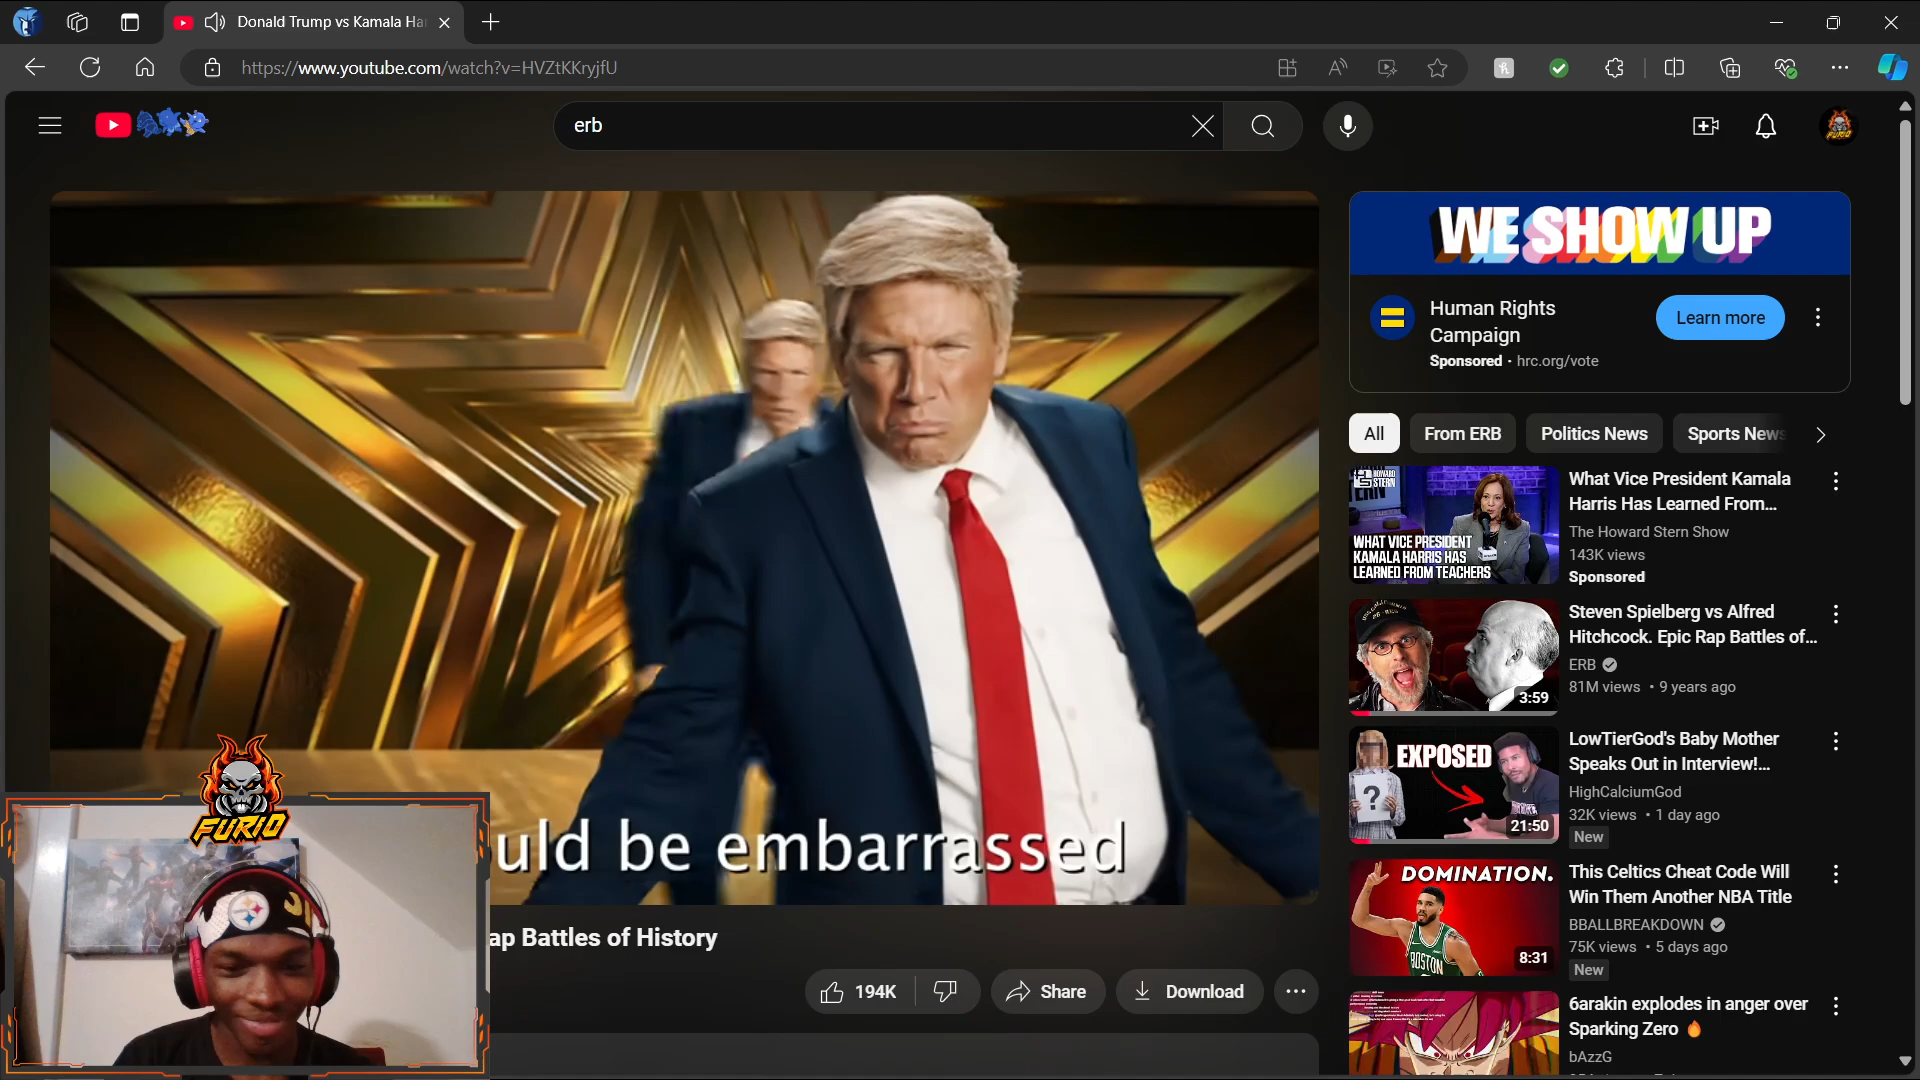 Donald Trump vs Kamala Ha
https://www.youtube.com/watch?v=HVZtKKryjfU
erb
WE SHOW UP
Human Rights
Campaign
Sponsored • hrc.org/vote
Learn more
All
From ERB
Politics News
Sports News
HOWARD
STERN
WHAT VICE PRESIDENT
KAMALA HARRIS HAS
LEARNED FROM TEACHERS
What Vice President Kamala
Harris Has Learned From...
The Howard Stern Show
143K views
Sponsored
3:59
Steven Spielberg vs Alfred
Hitchcock. Epic Rap Battles of...
ERB
81M views • 9 years ago
EXPOSED
?
21:50
LowTierGod's Baby Mother
Speaks Out in Interview!...
HighCalciumGod
32K views • 1 day ago
New
DOMINATION.
BOSTON
8:31
This Celtics Cheat Code Will
Win Them Another NBA Title
BBALLBREAKDOWN
75K views • 5 days ago
New
6arakin explodes in anger over
Sparking Zero 🔥
bAzzG
uld be embarrassed
FURIO
Steelers
ap Battles of History
194K
Share
Download